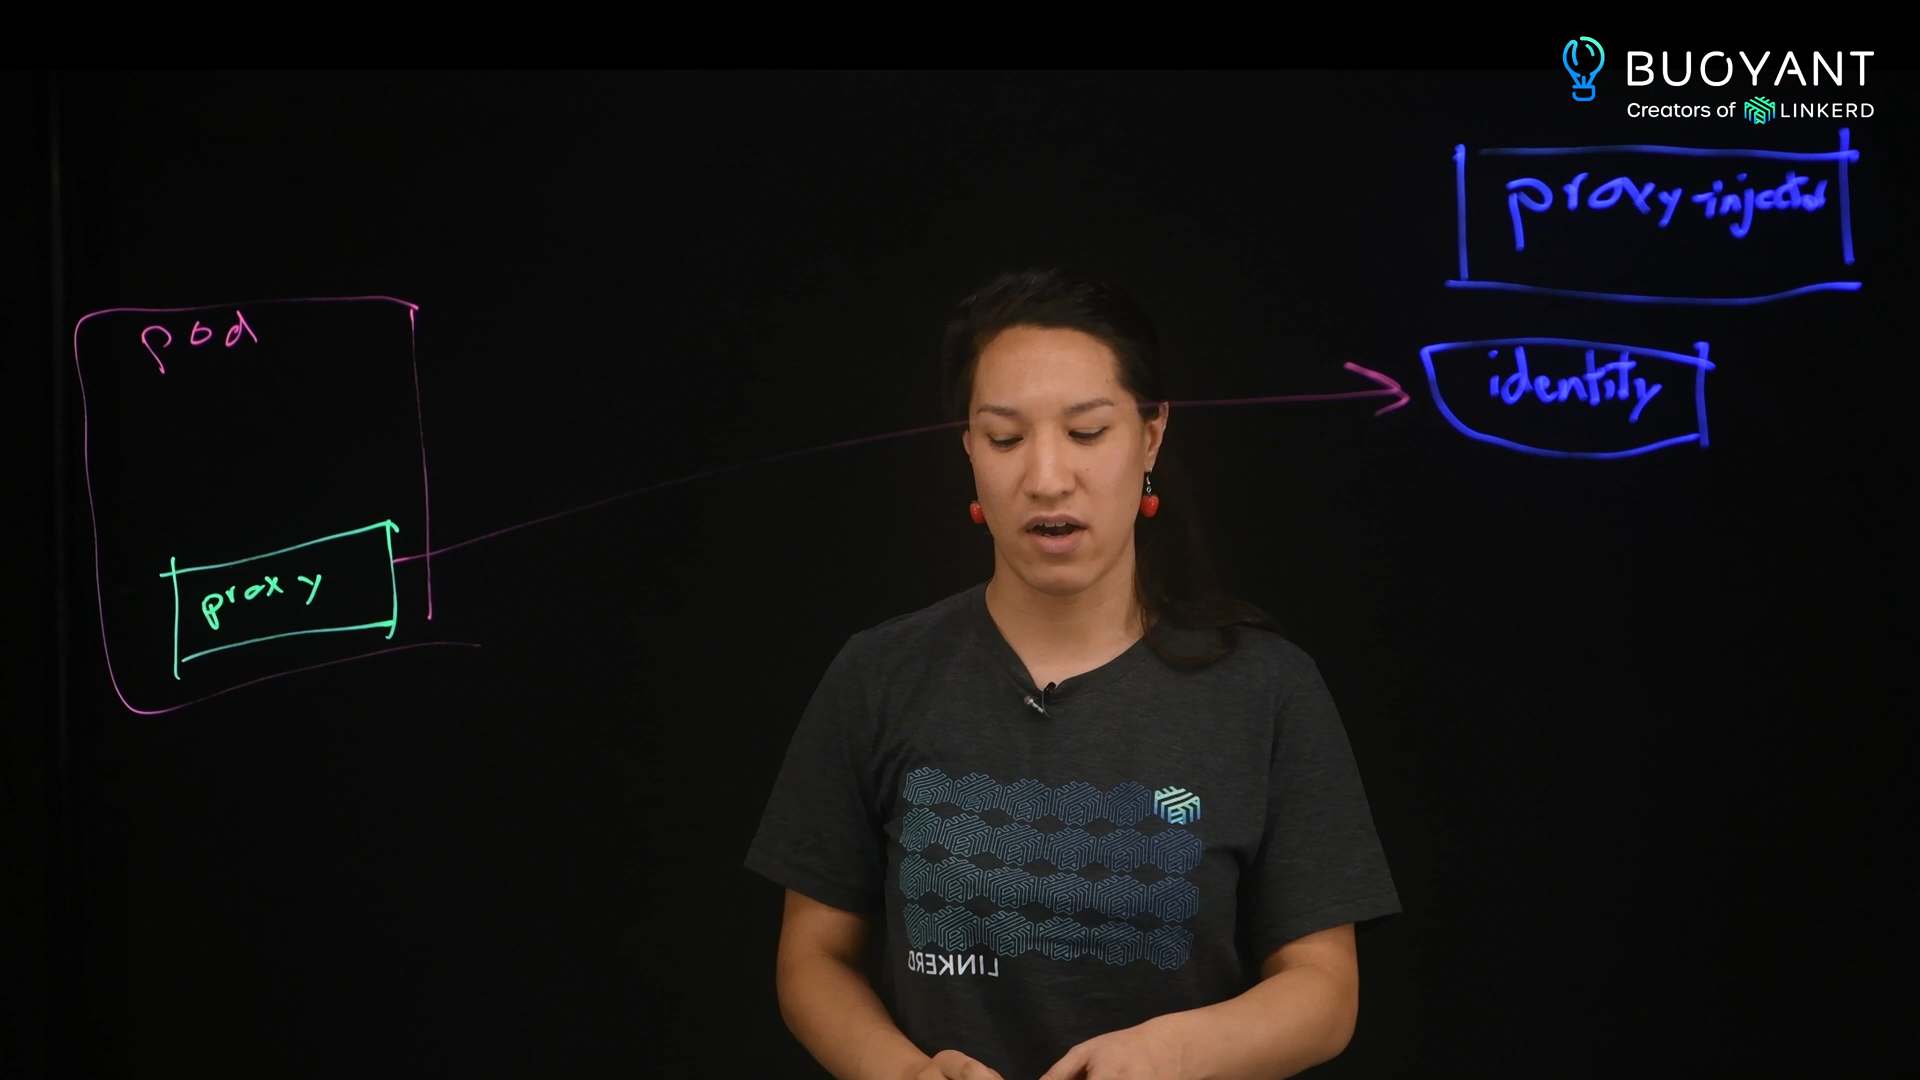 BUOYANT
Creators of LINKERD
proxy-injector
identity
pod
proxy
LINKERD